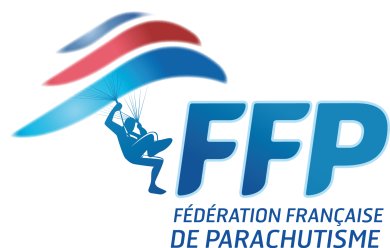 FFP
FÉDÉRATION FRANÇAISE
DE PARACHUTISME